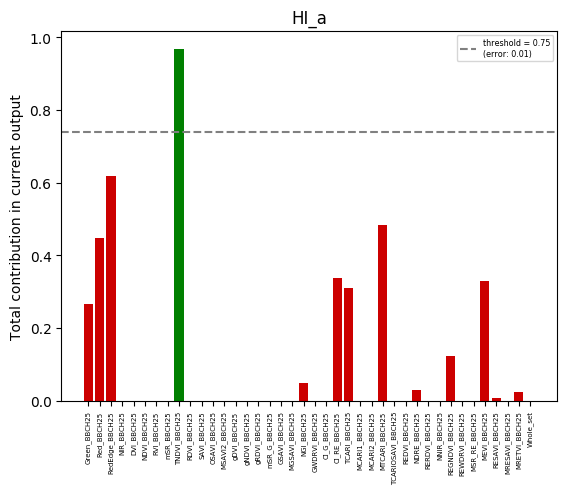 HI_a
Total contribution in current output
1.0
0.8
0.6
0.4
0.2
0.0
threshold = 0.75
(error: 0.01)
Green_BBCH25
Red_BBCH25
RedEdge_BBCH25
NIR_BBCH25
DVI_BBCH25
NDVI_BBCH25
RVI_BBCH25
mSR_BBCH25
TNDVI_BBCH25
RDVI_BBCH25
SAVI_BBCH25
OSAVI_BBCH25
MSAVI2_BBCH25
gDVI_BBCH25
gNDVI_BBCH25
gRDVI_BBCH25
mSR_G_BBCH25
GSAVI_BBCH25
MGSAVI_BBCH25
NGI_BBCH25
GWDRVI_BBCH25
CI_G_BBCH25
CI_RE_BBCH25
TCARI_BBCH25
MCARI1_BBCH25
MCARI2_BBCH25
MTCARI_BBCH25
TCARIOSAVI_BBCH25
REDVI_BBCH25
NDRE_BBCH25
RERDVI_BBCH25
NNIR_BBCH25
REGNDVI_BBCH25
REWDRVI_BBCH25
MSR_RE_BBCH25
MEVI_BBCH25
RESAVI_BBCH25
MRESAVI_BBCH25
MRETVI_BBCH25
Whole_set